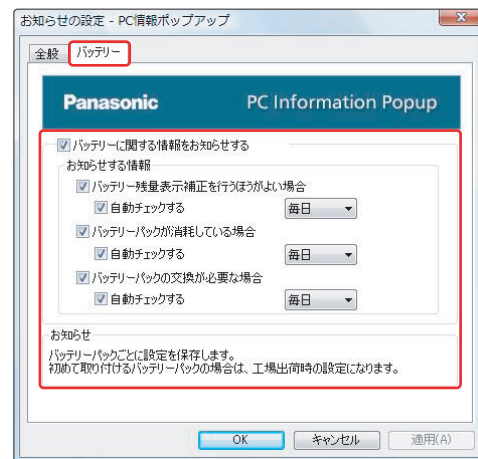 お知らせの設定 - PC情報ポップアップ
全般 バッテリー
Panasonic PC Information Popup
バッテリーに関する情報をお知らせする
お知らせする情報
バッテリー残量表示補正を行うほうがよい場合
自動チェックする 毎日
バッテリーパックが消耗している場合
自動チェックする 毎日
バッテリーパックの交換が必要な場合
自動チェックする 毎日
お知らせ
バッテリーパックごとに設定を保存します。
初めて取り付けるバッテリーパックの場合は、工場出荷時の設定になります。
OK キャンセル 適用(A)